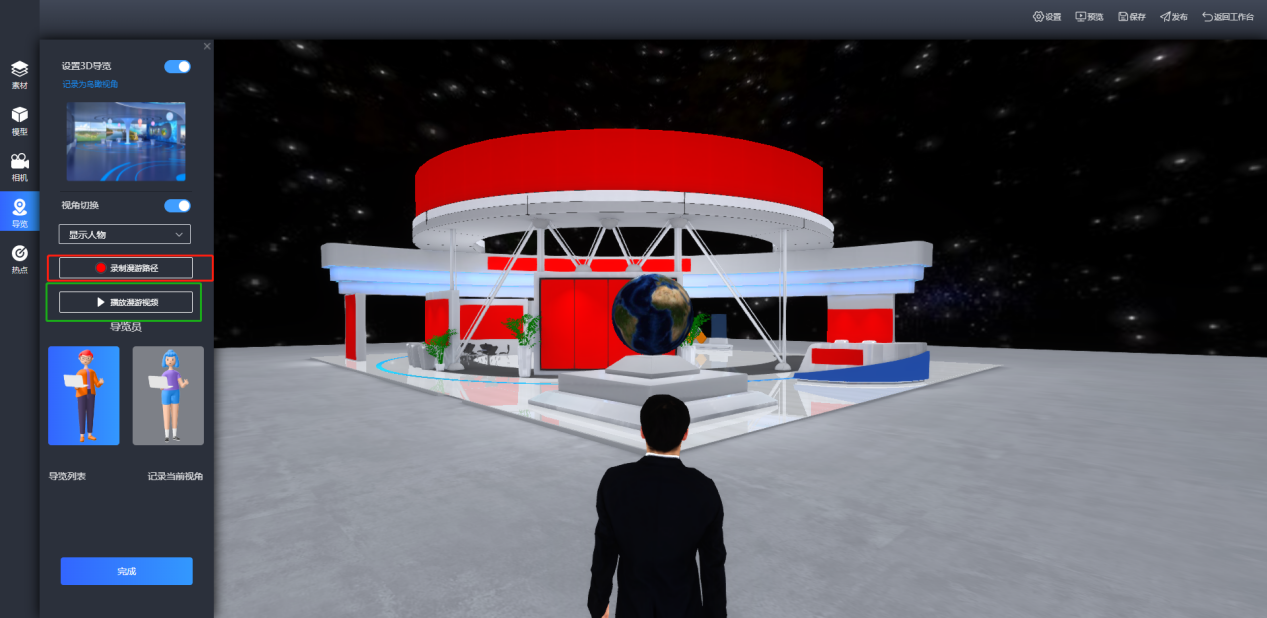 设置
预览
保存
发布
返回工作台
素材
模型
相机
导览
热点
设置3D导览
记录为鸟瞰视角
视角切换
显示人物
录制漫游路径
播放漫游视频
导览员
导览列表
记录当前视角
完成